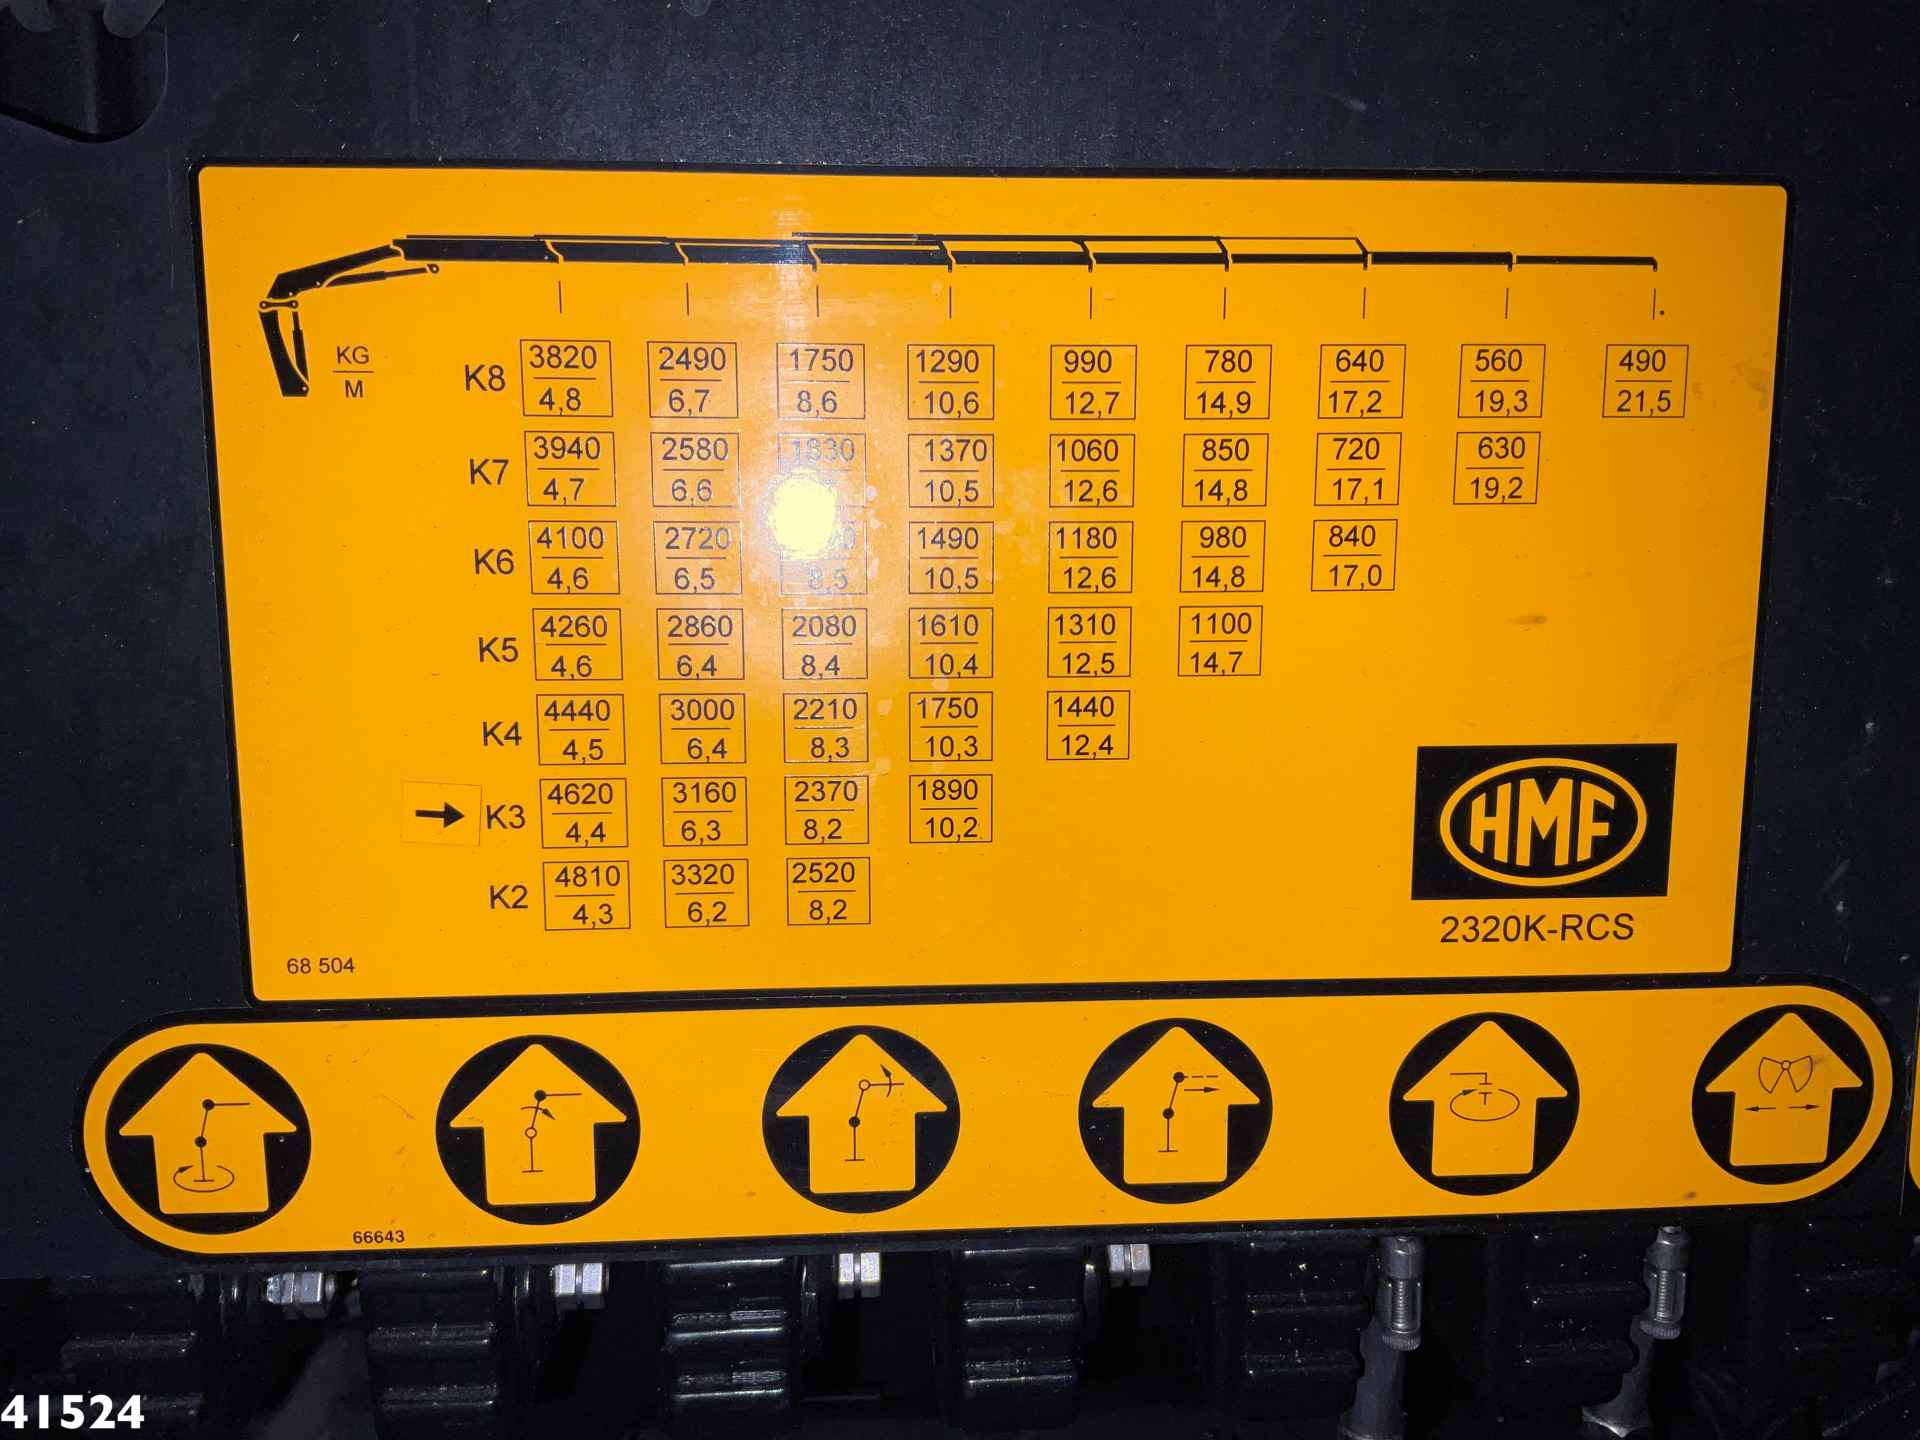 KG
M
K8 3820 2490 1750 1290 990 780 640 560 490
4,8 6,7 8,6 10,6 12,7 14,9 17,2 19,3 21,5
K7 3940 2580 1830 1370 1060 850 720 630
4,7 6,6 10,5 12,6 14,8 17,1 19,2
K6 4100 2720 1490 1180 980 840
4,6 6,5 8,5 10,5 12,6 14,8 17,0
K5 4260 2860 2080 1610 1310 1100
4,6 6,4 8,4 10,4 12,5 14,7
K4 4440 3000 2210 1750 1440
4,5 6,4 8,3 10,3 12,4
K3 4620 3160 2370 1890
4,4 6,3 8,2 10,2
K2 4810 3320 2520
4,3 6,2 8,2
HMF
2320K-RCS
68 504
66643
41524